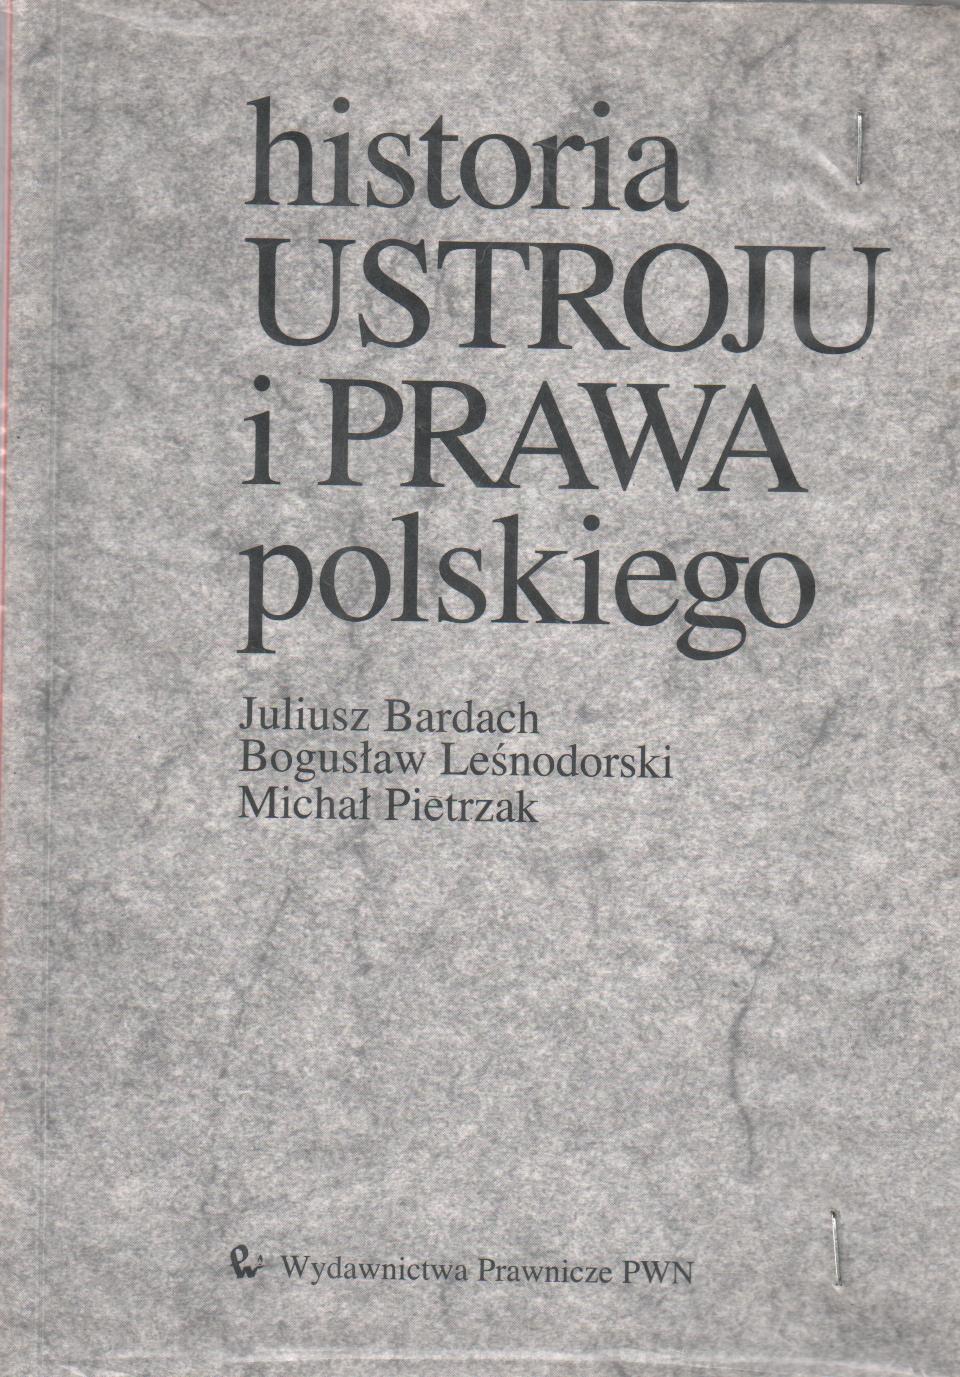 historia
USTROJU
i PRAWA
polskiego
Juliusz Bardach
Bogusław Leśnodorski
Michał Pietrzak
Wydawnictwa Prawnicze PWN